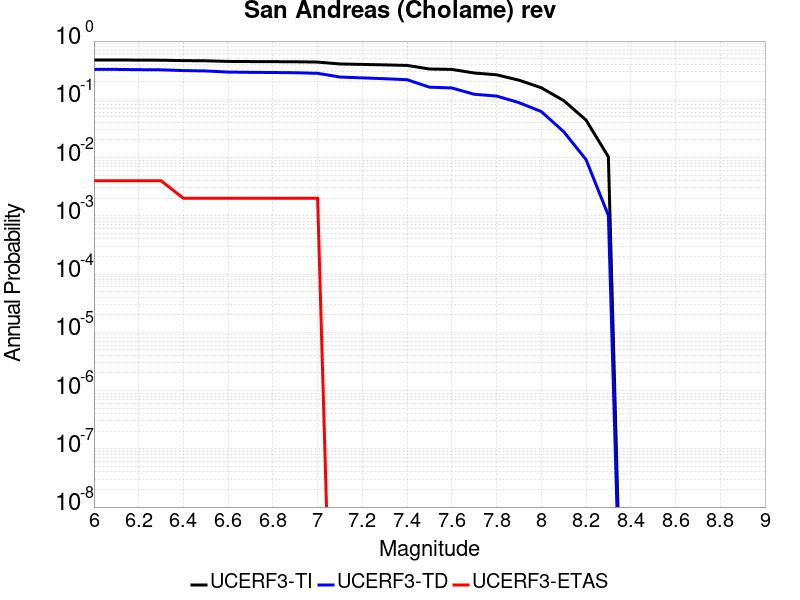 San Andreas (Cholame) rev
10^0
10^-1
10^-2
10^-3
10^-4
10^-5
10^-6
10^-7
10^-8
Annual Probability
6 6.2 6.4 6.6 6.8 7 7.2 7.4 7.6 7.8 8 8.2 8.4 8.6 8.8 9
Magnitude
UCERF3-TI UCERF3-TD UCERF3-ETAS